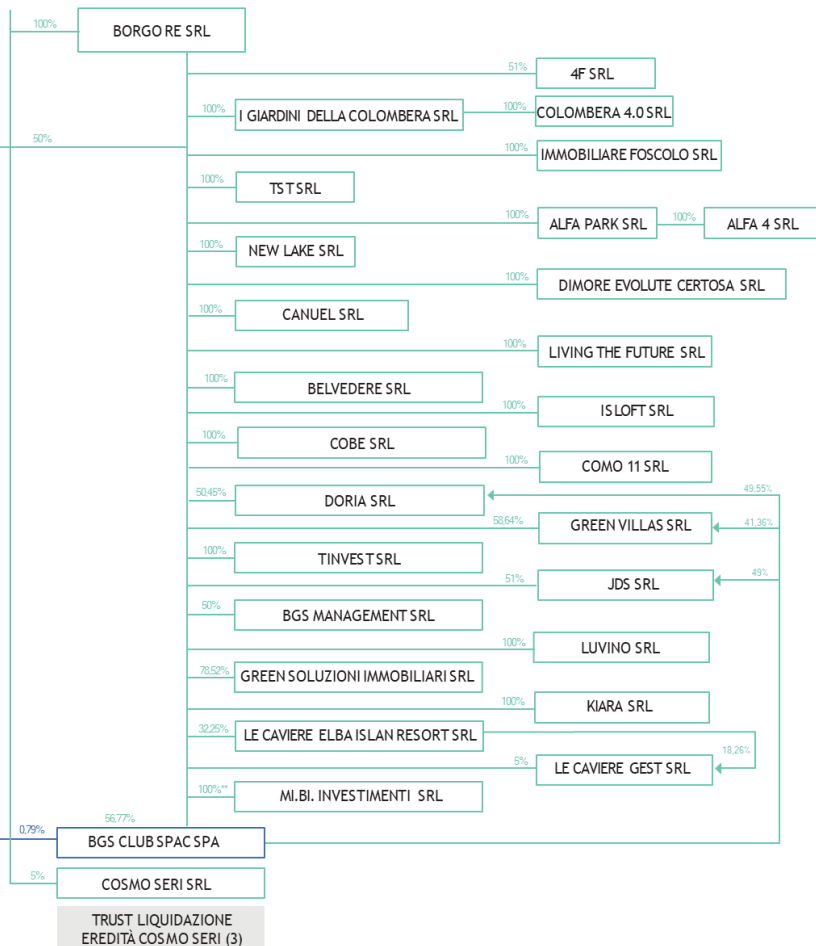 100%
BORGO RE SRL
51%
4F SRL
100%
I GIARDINI DELLA COLOMBERA SRL
100%
COLOMBERA 4.0 SRL
50%
100%
IMMOBILIARE FOSCOLO SRL
100%
TST SRL
100%
ALFA PARK SRL
100%
ALFA 4 SRL
100%
NEW LAKE SRL
100%
DIMORE EVOLUTE CERTOSA SRL
100%
CANUEL SRL
100%
LIVING THE FUTURE SRL
100%
BELVEDERE SRL
100%
ISLOFT SRL
100%
COBE SRL
100%
COMO 11 SRL
50,45%
DORIA SRL
49,55%
58,64%
GREEN VILLAS SRL
41,36%
100%
TINVEST SRL
51%
JDS SRL
49%
50%
BGS MANAGEMENT SRL
100%
LUVINO SRL
78,52%
GREEN SOLUZIONI IMMOBILIARI SRL
100%
KIARA SRL
32,25%
LE CAVIERE ELBA ISLAN RESORT SRL
18,26%
5%
LE CAVIERE GEST SRL
100%**
MI.BI. INVESTIMENTI SRL
56,77%
0,79%
BGS CLUB SPAC SPA
5%
COSMO SERI SRL
TRUST LIQUIDAZIONE
EREDITÀ COSMO SERI (3)